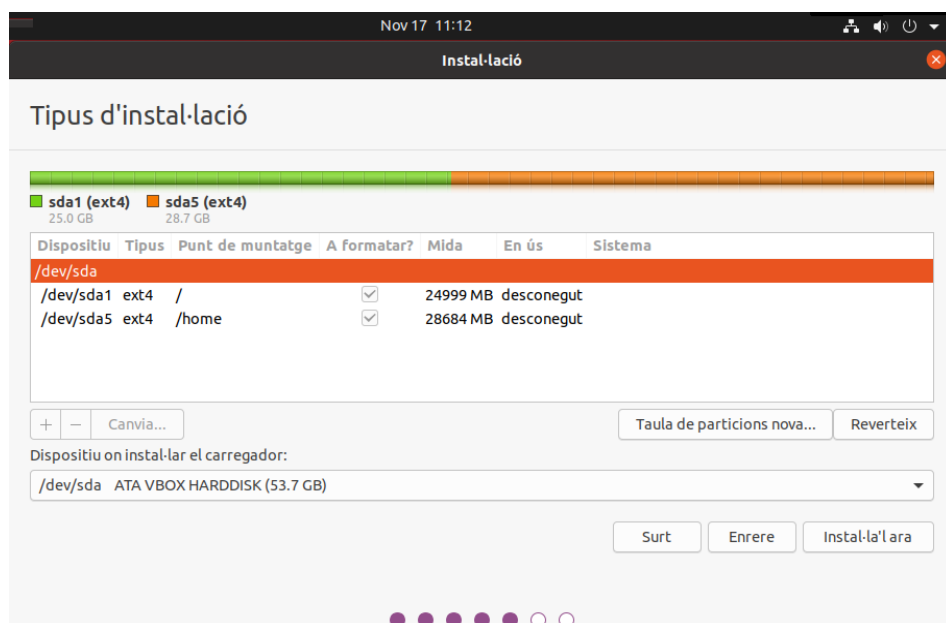 Nov 17 11:12
Instal·lació
Tipus d'instal·lació
sda1 (ext4) sda5 (ext4)
25.0 GB 28.7 GB
Dispositiu Tipus Punt de muntatge A formatar? Mida En ús Sistema
/dev/sda
/dev/sda1 ext4 / 24999 MB desconegut
/dev/sda5 ext4 /home 28684 MB desconegut
+ − Canvia... Taula de particions nova... Reverteix
Dispositiu on instal·lar el carregador:
/dev/sda ATA VBOX HARDDISK (53.7 GB)
Surt Enrere Instal·la'l ara